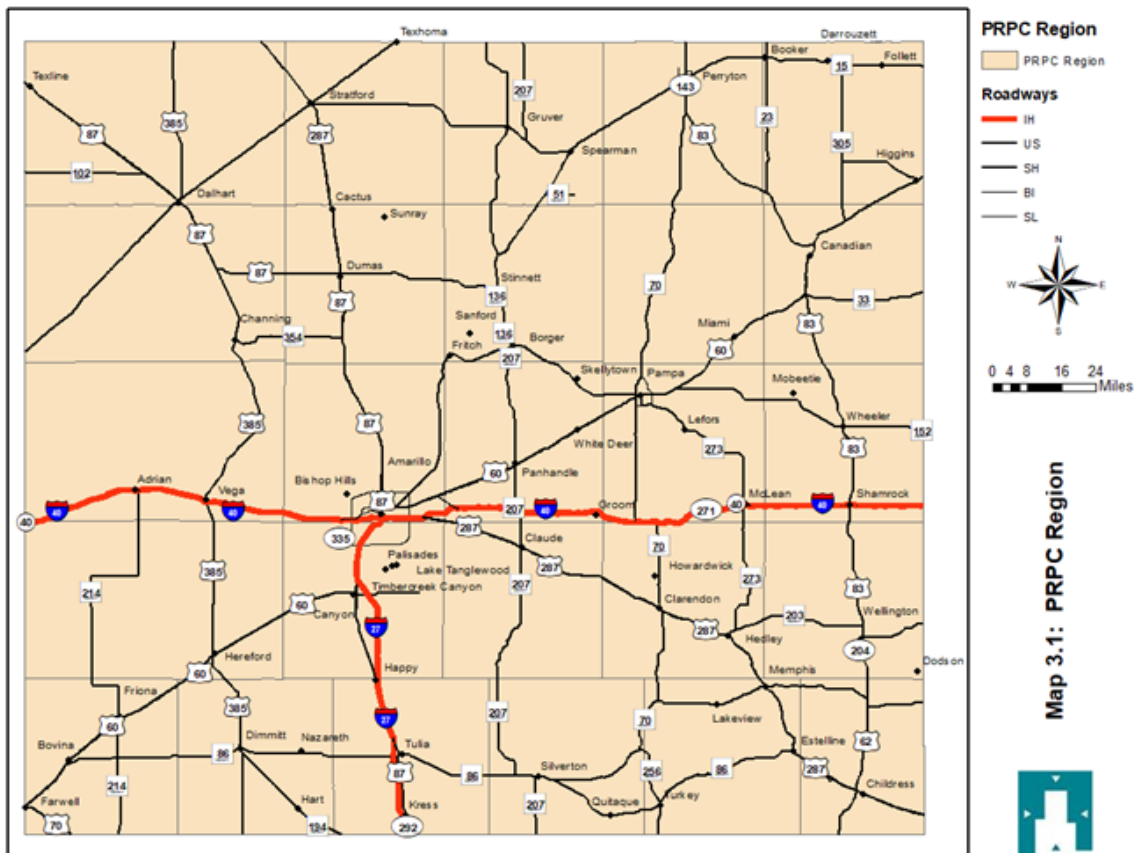 Texhoma
Darrouzett
Booker
15
Follett
Texline
Perryton
207
143
Stratford
385
87
287
Gruver
23
83
Spearman
305
Higgins
102
51
Dalhart
Cactus
Sunray
87
Canadian
87
Dumas
Stinnett
70
87
136
33
Channing
Sanford
83
354
136
Borger
Miami
Fritch
207
60
Skellytown
Pampa
Mobeetie
385
87
Lefors
Wheeler
152
White Deer
273
83
Amarillo
60
Panhandle
Adrian
Bishop Hills
Vega
87
McLean
Shamrock
40
40
40
207
40
Groom
271
40
40
335
287
Claude
70
Palisades
Lake Tanglewood
287
Howardwick
385
207
273
83
214
Timbercreek Canyon
60
Canyon
Clarendon
203
Wellington
27
287
Hedley
204
Hereford
60
Happy
Memphis
Dodson
Friona
385
207
Lakeview
60
27
70
62
Bovina
Dimmitt
Nazareth
Tulia
Estelline
86
87
86
Silverton
256
86
287
Childress
214
Farwell
Hart
Kress
207
Quitaque
Turkey
70
194
292
PRPC Region
PRPC Region
Roadways
IH
US
SH
BI
SL
N
W
E
S
0 4 8 16 24
Miles
Map 3.1: PRPC Region